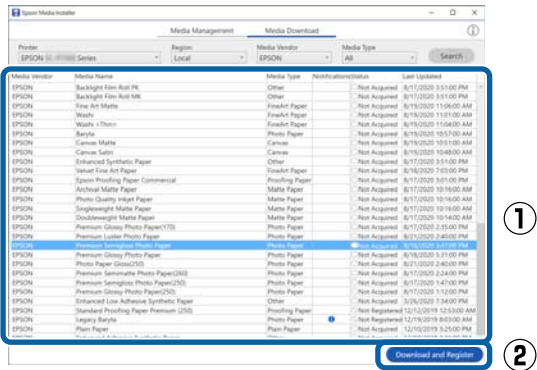 Epson Media Installer
Media Management Media Download
Printer Region Media Vendor Media Type
EPSON Series Local EPSON All Search
Media Vendor Media Name Media Type Notifications Status Last Updated
EPSON Backlight Film Roll PK Other Not Acquired 8/17/2020 3:51:00 PM
EPSON Backlight Film Roll MK Other Not Acquired 8/17/2020 3:51:00 PM
EPSON Fine Art Matte FineArt Paper Not Acquired 8/19/2020 11:06:00 AM
EPSON Washi FineArt Paper Not Acquired 8/19/2020 11:01:00 AM
EPSON Washi <Thin> FineArt Paper Not Acquired 8/19/2020 11:04:00 AM
EPSON Baryta Photo Paper Not Acquired 8/19/2020 10:57:00 AM
EPSON Canvas Matte Canvas Not Acquired 8/19/2020 10:51:00 AM
EPSON Canvas Satin Canvas Not Acquired 8/19/2020 10:48:00 AM
EPSON Enhanced Synthetic Paper Other Not Acquired 8/17/2020 3:51:00 PM
EPSON Velvet Fine Art Paper FineArt Paper Not Acquired 8/18/2020 7:03:00 PM
EPSON Epson Proofing Paper Commercial Proofing Paper Not Acquired 8/17/2020 3:01:00 PM
EPSON Archival Matte Paper Matte Paper Not Acquired 8/17/2020 10:16:00 AM
EPSON Photo Quality Inkjet Paper Matte Paper Not Acquired 8/17/2020 10:16:00 AM
EPSON Singleweight Matte Paper Matte Paper Not Acquired 8/17/2020 10:16:00 AM
EPSON Doubleweight Matte Paper Matte Paper Not Acquired 8/17/2020 10:14:00 AM
EPSON Premium Glossy Photo Paper(170) Photo Paper Not Acquired 8/17/2020 2:35:00 PM
EPSON Premium Luster Photo Paper Photo Paper Not Acquired 8/21/2020 2:40:00 PM
EPSON Premium Semigloss Photo Paper Photo Paper Not Acquired 8/18/2020 5:31:00 PM
EPSON Premium Glossy Photo Paper Photo Paper Not Acquired 8/18/2020 5:31:00 PM
EPSON Photo Paper Gloss(250) Photo Paper Not Acquired 8/21/2020 2:40:00 PM
EPSON Premium Semimatte Photo Paper(260) Photo Paper Not Acquired 8/17/2020 2:24:00 PM
EPSON Premium Semigloss Photo Paper(250) Photo Paper Not Acquired 8/17/2020 1:47:00 PM
EPSON Premium Glossy Photo Paper(250) Photo Paper Not Acquired 8/17/2020 1:12:00 PM
EPSON Enhanced Low Adhesive Synthetic Paper Other Not Acquired 3/26/2020 7:34:00 PM
EPSON Standard Proofing Paper Premium (250) Proofing Paper Not Registered 12/12/2019 12:53:00 AM
EPSON Legacy Baryta Photo Paper Not Registered 12/19/2019 8:03:00 AM
EPSON Plain Paper Plain Paper Not Acquired 12/10/2019 5:25:00 PM
①
Download and Register ②